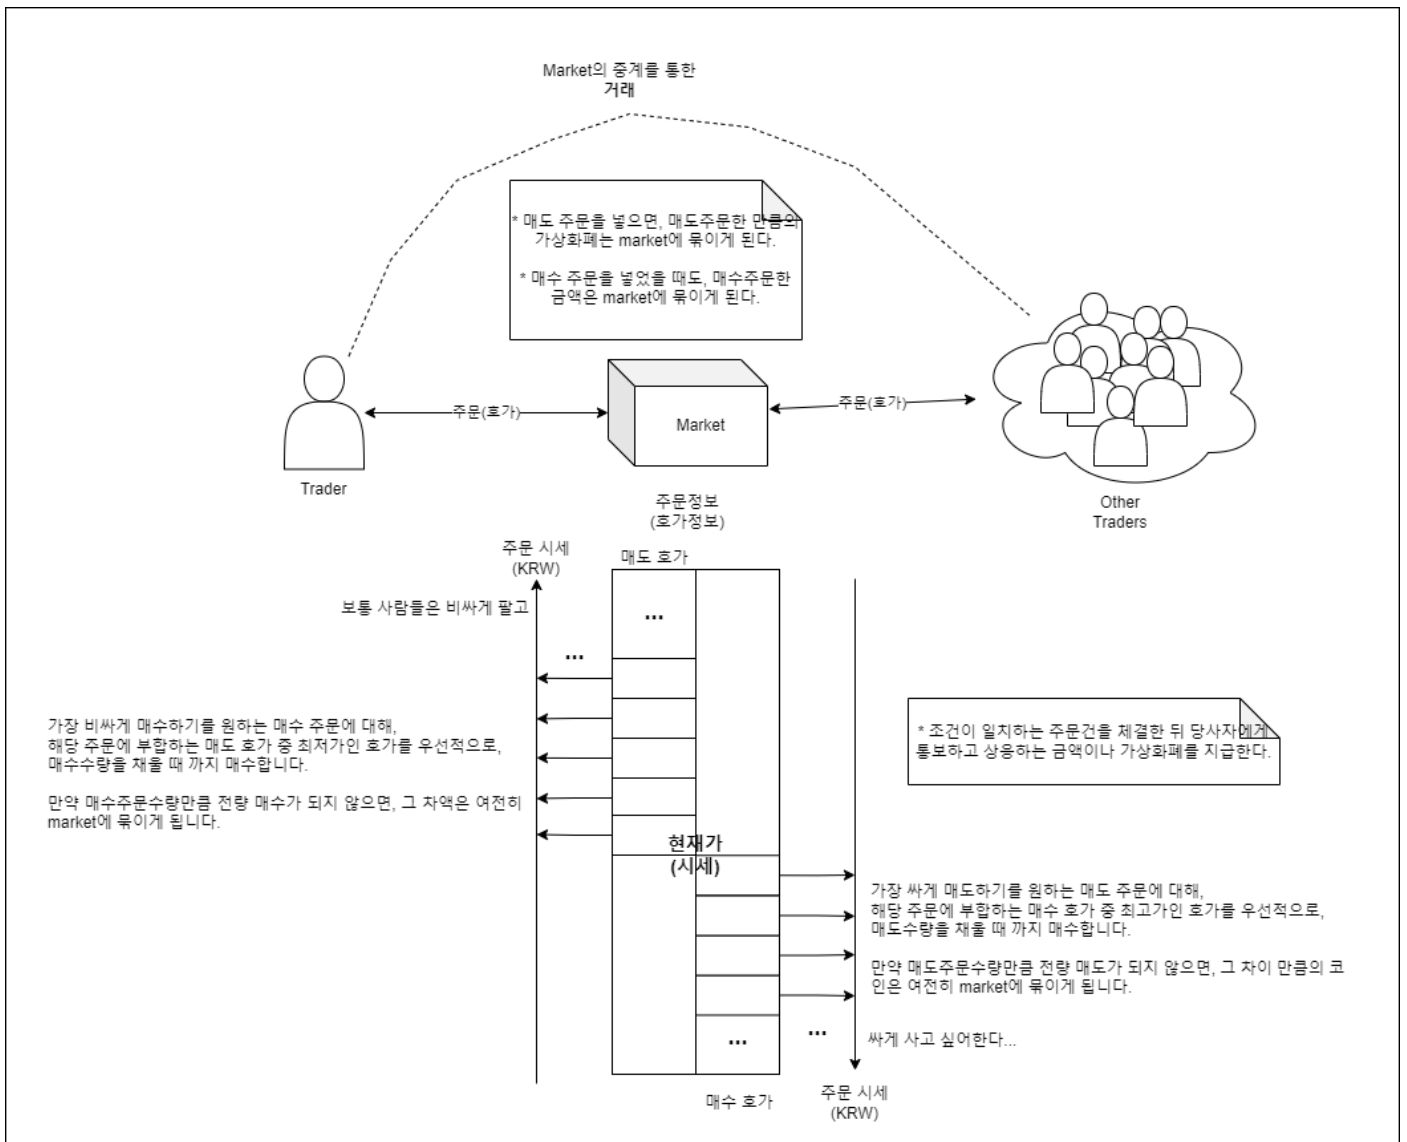 Market의 중계를 통한
거래
* 매도 주문을 넣으면, 매도주문한 만큼의
가상화폐는 market에 묶이게 된다.
* 매수 주문을 넣었을 때도, 매수주문한
금액은 market에 묶이게 된다.
주문(호가)
Market
주문(호가)
Trader
Other
Traders
주문정보
(호가정보)
주문 시세
(KRW)
매도 호가
보통 사람들은 비싸게 팔고
...
...
가장 비싸게 매수하기를 원하는 매수 주문에 대해,
해당 주문에 부합하는 매도 호가 중 최저가인 호가를 우선적으로,
매수수량을 채울 때 까지 매수합니다.
만약 매수주문수량만큼 전량 매수가 되지 않으면, 그 차액은 여전히
market에 묶이게 됩니다.
* 조건이 일치하는 주문건을 체결한 뒤 당사자에게
통보하고 상응하는 금액이나 가상화폐를 지급한다.
현재가
(시세)
가장 싸게 매도하기를 원하는 매도 주문에 대해,
해당 주문에 부합하는 매수 호가 중 최고가인 호가를 우선적으로,
매도수량을 채울 때 까지 매수합니다.
만약 매도주문수량만큼 전량 매도가 되지 않으면, 그 차이 만큼의 코
인은 여전히 market에 묶이게 됩니다.
...
...
싸게 사고 싶어한다...
매수 호가
주문 시세
(KRW)